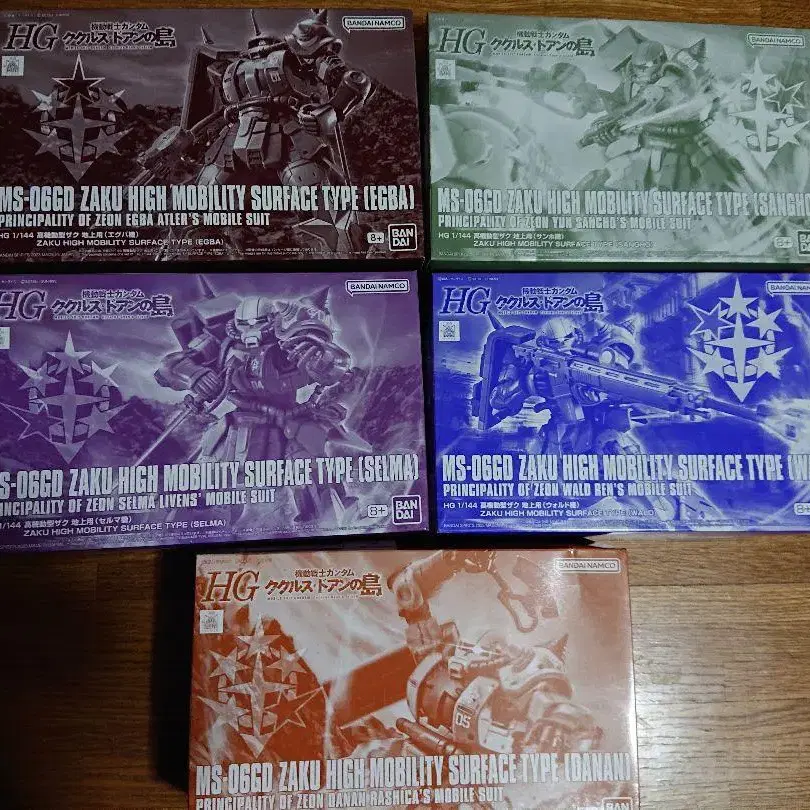 HG
機動戦士ガンダム
ククルス・ドアンの島
BANDAI NAMCO
MS-06GD ZAKU HIGH MOBILITY SURFACE TYPE (EGBA)
PRINCIPALITY OF ZEON EGBA ATLER'S MOBILE SUIT
HG 1/144 高機動型ザク 地上用(エグバ機)
ZAKU HIGH MOBILITY SURFACE TYPE (EGBA)
8+
BAN
DAI
HG
機動戦士ガンダム
ククルス・ドアンの島
BANDAI NAMCO
MS-06GD ZAKU HIGH MOBILITY SURFACE TYPE (SANGH
PRINCIPALITY OF ZEON YUN SANGHO'S MOBILE SUIT
HG 1/144 高機動型ザク 地上用(サンホ機)
ZAKU HIGH MOBILITY SURFACE TYPE (SANGHO)
8+
BAN
DAI
HG
機動戦士ガンダム
ククルス・ドアンの島
BANDAI NAMCO
S-06GD ZAKU HIGH MOBILITY SURFACE TYPE (SELMA)
INCIPALITY OF ZEON SELMA LIVENS' MOBILE SUIT
1/144 高機動型ザク 地上用(セルマ機)
ZAKU HIGH MOBILITY SURFACE TYPE (SELMA)
8+
BAN
DAI
HG
機動戦士ガンダム
ククルス・ドアンの島
BANDAI NAMCO
MS-06GD ZAKU HIGH MOBILITY SURFACE TYPE (W
PRINCIPALITY OF ZEON WALD REN'S MOBILE SUIT
HG 1/144 高機動型ザク 地上用(ウォルド機)
ZAKU HIGH MOBILITY SURFACE TYPE (WALD)
8+
BAN
DAI
HG
機動戦士ガンダム
ククルス・ドアンの島
BANDAI NAMCO
05
MS-06GD ZAKU HIGH MOBILITY SURFACE TYPE (DANAN)
PRINCIPALITY OF ZEON DANAN RASHICA'S MOBILE SUIT